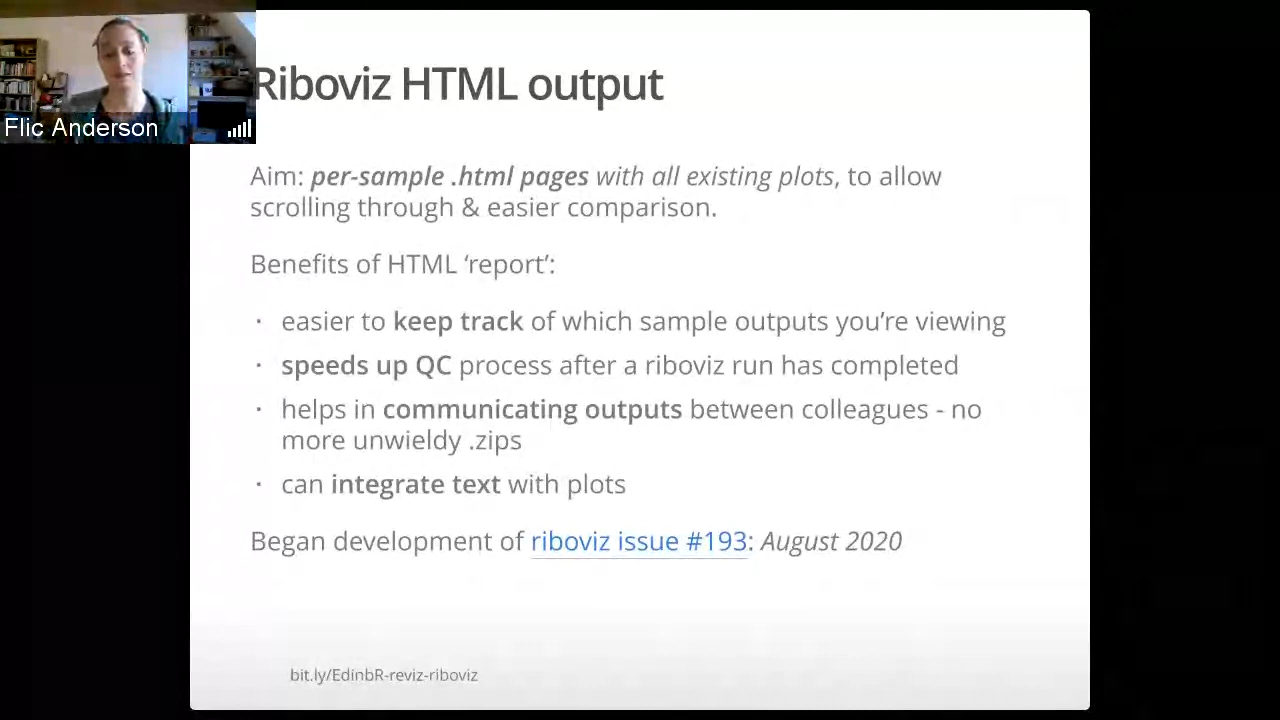 Riboviz HTML output
Flic Anderson
Aim: per-sample .html pages with all existing plots, to allow
scrolling through & easier comparison.
Benefits of HTML ‘report’:
· easier to keep track of which sample outputs you’re viewing
· speeds up QC process after a riboviz run has completed
· helps in communicating outputs between colleagues - no
more unwieldy .zips
· can integrate text with plots
Began development of riboviz issue #193: August 2020
bit.ly/EdinbR-reviz-riboviz